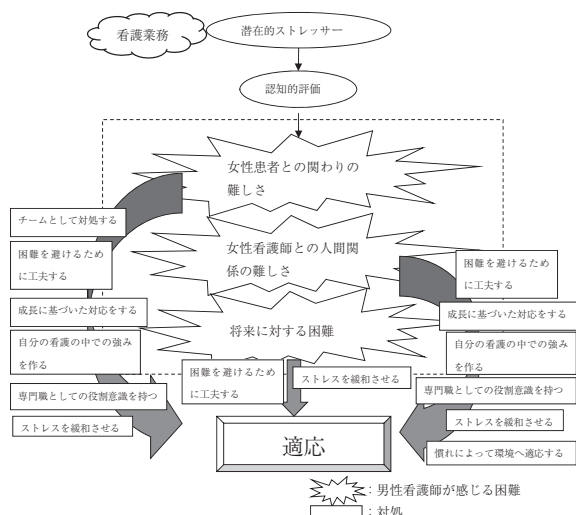 看護業務
潜在的ストレッサー
認知的評価
女性患者との関わりの
難しさ
女性看護師との人間関
係の難しさ
将来に対する困難
チームとして対処する
困難を避けるため
に工夫する
成長に基づいた対応をする
自分の看護の中での強み
を作る
専門職としての役割意識を持つ
ストレスを緩和させる
困難を避けるため
に工夫する
ストレスを緩和させる
困難を避けるため
に工夫する
成長に基づいた対応をする
自分の看護の中での強み
を作る
専門職としての役割意識を持つ
ストレスを緩和させる
慣れによって環境へ適応する
適応
：男性看護師が感じる困難
：対処